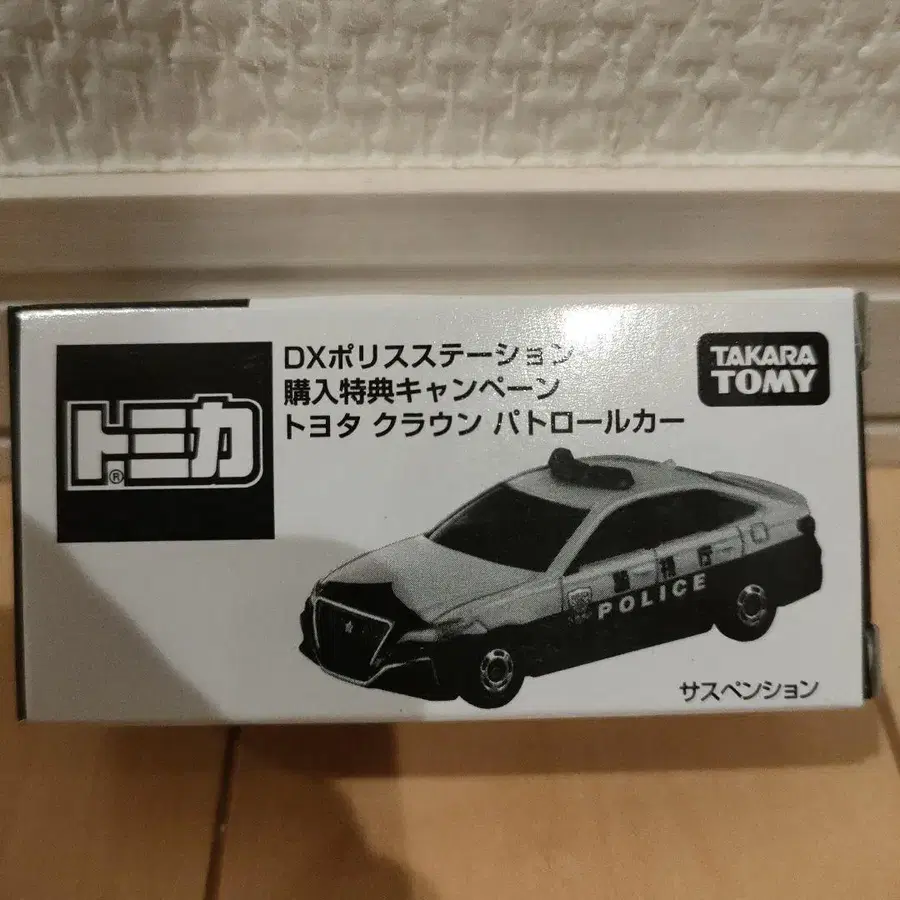 DXポリスステーション
購入特典キャンペーン
トヨタ クラウン パトロールカー
トミカ
®
TAKARA
TOMY
警視庁
POLICE
サスペンション